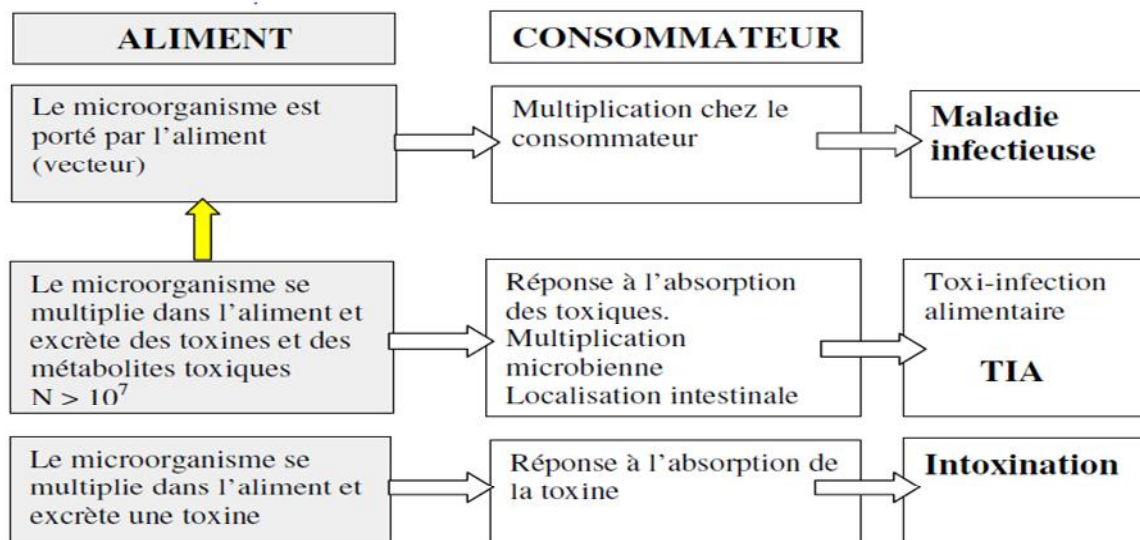 ALIMENT
CONSOMMATEUR
Le microorganisme est
porté par l'aliment
(vecteur)
Multiplication chez le
consommateur
Maladie
infectieuse
Le microorganisme se
multiplie dans l'aliment et
excrète des toxines et des
métabolites toxiques
N > 10⁷
Réponse à l'absorption
des toxiques.
Multiplication
microbienne
Localisation intestinale
Toxi-infection
alimentaire
TIA
Le microorganisme se
multiplie dans l'aliment et
excrète une toxine
Réponse à l'absorption de
la toxine
Intoxination